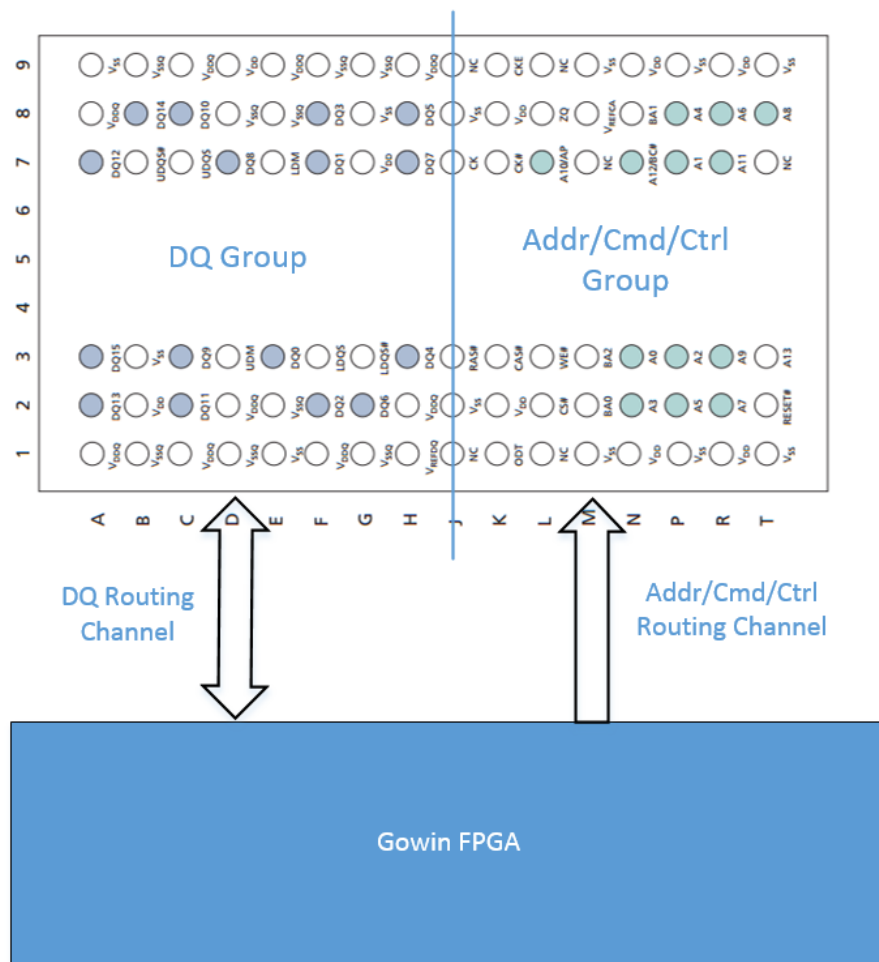 9 VSS VSSQ VDDQ VDD VDDQ VSSQ VSSQ VDDQ NC CKE NC VSS VDD VSS VDD VSS
8 VDDQ DQ14 DQ10 VSSQ VSSQ DQ3 VSS DQ5 VSS VDD ZQ VREFCA BA1 A4 A6 A8
7 DQ12 UDQS# UDQS DQ8 LDM DQ1 VDD DQ7 CK CK# A10/AP NC A12/BC# A1 A11 NC
6
5
4
DQ Group
Addr/Cmd/Ctrl
Group
3 DQ15 VSS DQ9 UDM DQ0 LDQS LDQS# DQ4 RAS# CAS# WE# BA2 A0 A2 A9 A13
2 DQ13 VDD DQ11 VDDQ VSSQ DQ2 DQ6 VDDQ VSS VDD CS# BA0 A3 A5 A7 RESET#
1 VDDQ VSSQ VDDQ VSSQ VSS VDDQ VSSQ VREFDQ NC ODT NC VSS VDD VSS VDD VSS
A B C D E F G H J K L M N P R T
DQ Routing
Channel
Addr/Cmd/Ctrl
Routing Channel
Gowin FPGA